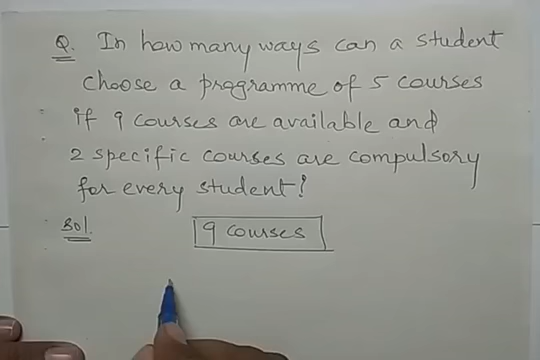 Q. In how many ways can a student
choose a programme of 5 courses
if 9 courses are available and
2 specific courses are compulsory
for every student?
Sol.
9 courses